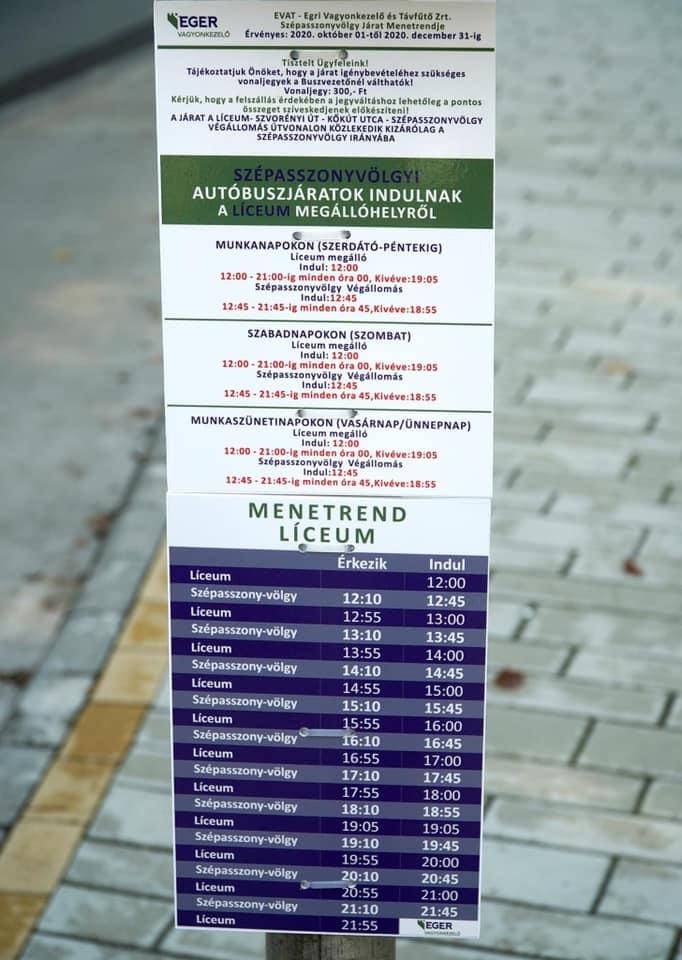 EGER
VAGYONKEZELŐ
EVAT - Egri Vagyonkezelő és Távfűtő Zrt.
Szépasszonyvölgy Járat Menetrendje
Érvényes: 2020. október 01-től 2020. december 31-ig
Tisztelt Ügyfeleink!
Tájékoztatjuk Önöket, hogy a járat igénybevételéhez szükséges
vonaljegyek a Buszvezetőnél válthatók!
Vonaljegy: 300,- Ft
Kérjük, hogy a felszállás érdekében a jegyváltáshoz lehetőleg a pontos
összeget szíveskedjenek előkészíteni!
A JÁRAT A LÍCEUM- SZVORÉNYI ÚT - KŐKÚT UTCA - SZÉPASSZONYVÖLGY
VÉGÁLLOMÁS ÚTVONALON KÖZLEKEDIK KIZÁRÓLAG A
SZÉPASSZONYVÖLGY IRÁNYÁBA
SZÉPASSZONYVÖLGYI
AUTÓBUSZJÁRATOK INDULNAK
A LÍCEUM MEGÁLLÓHELYRŐL
MUNKANAPOKON (SZERDÁTÓ-PÉNTEKIG)
Líceum megálló
Indul: 12:00
12:00 - 21:00-ig minden óra 00, Kivéve:19:05
Szépasszonyvölgy Végállomás
Indul:12:45
12:45 - 21:45-ig minden óra 45,Kivéve:18:55
SZABADNAPOKON (SZOMBAT)
Líceum megálló
Indul: 12:00
12:00 - 21:00-ig minden óra 00, Kivéve:19:05
Szépasszonyvölgy Végállomás
Indul:12:45
12:45 - 21:45-ig minden óra 45,Kivéve:18:55
MUNKASZÜNETINAPOKON (VASÁRNAP/ÜNNEPNAP)
Líceum megálló
Indul: 12:00
12:00 - 21:00-ig minden óra 00, Kivéve:19:05
Szépasszonyvölgy Végállomás
Indul:12:45
12:45 - 21:45-ig minden óra 45,Kivéve:18:55
MENETREND
LÍCEUM
Érkezik Indul
Líceum 12:00
Szépasszony-völgy 12:10 12:45
Líceum 12:55 13:00
Szépasszony-völgy 13:10 13:45
Líceum 13:55 14:00
Szépasszony-völgy 14:10 14:45
Líceum 14:55 15:00
Szépasszony-völgy 15:10 15:45
Líceum 15:55 16:00
Szépasszony-völgy 16:10 16:45
Líceum 16:55 17:00
Szépasszony-völgy 17:10 17:45
Líceum 17:55 18:00
Szépasszony-völgy 18:10 18:55
Líceum 19:05 19:05
Szépasszony-völgy 19:10 19:45
Líceum 19:55 20:00
Szépasszony-völgy 20:10 20:45
Líceum 20:55 21:00
Szépasszony-völgy 21:10 21:45
Líceum 21:55
EGER
VAGYONKEZELŐ